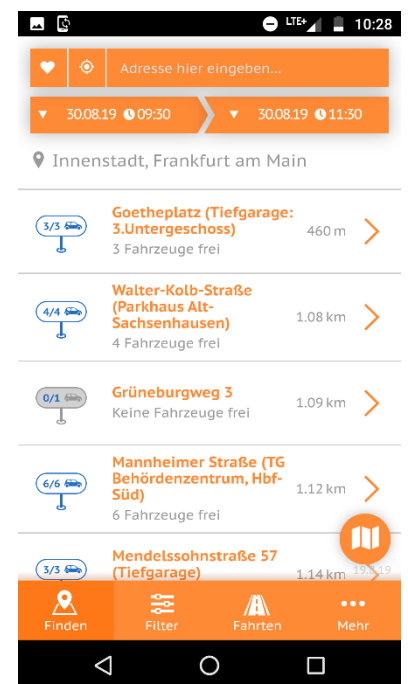 LTE+ 10:28
Adresse hier eingeben...
30.08.19 09:30 30.08.19 11:30
Innenstadt, Frankfurt am Main
3/3
Goetheplatz (Tiefgarage:
3.Untergeschoss)
3 Fahrzeuge frei
460 m
4/4
Walter-Kolb-Straße
(Parkhaus Alt-
Sachsenhausen)
4 Fahrzeuge frei
1.08 km
0/1
Grüneburgweg 3
Keine Fahrzeuge frei
1.09 km
6/6
Mannheimer Straße (TG
Behördenzentrum, Hbf-
Süd)
6 Fahrzeuge frei
1.12 km
3/3
Mendelssohnstraße 57
(Tiefgarage)
1.14 km
19.2.19
Finden Filter Fahrten Mehr